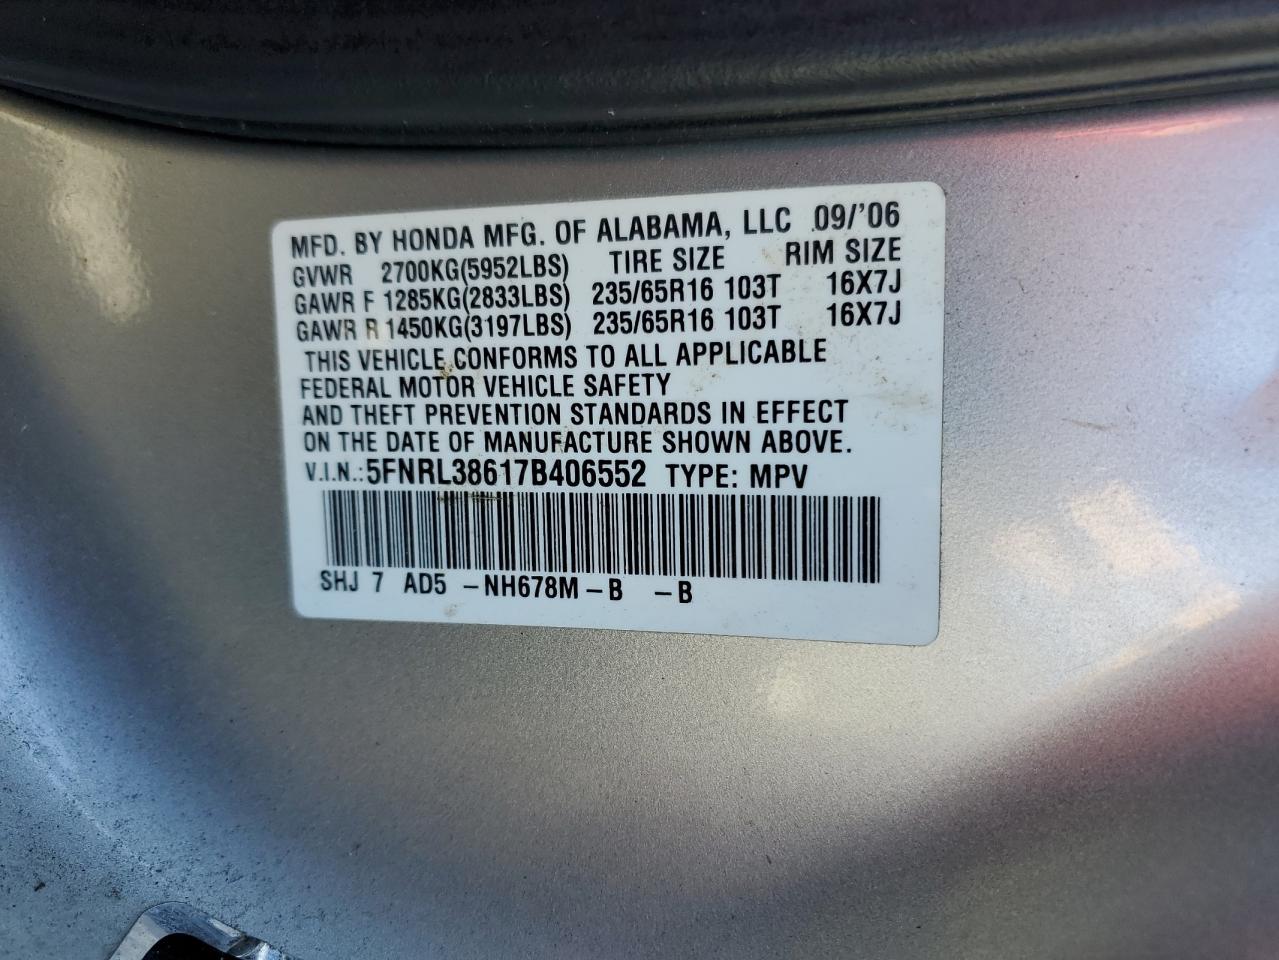 MFD. BY HONDA MFG. OF ALABAMA, LLC 09/'06
GVWR 2700KG(5952LBS) TIRE SIZE RIM SIZE
GAWR F 1285KG(2833LBS) 235/65R16 103T 16X7J
GAWR R 1450KG(3197LBS) 235/65R16 103T 16X7J
THIS VEHICLE CONFORMS TO ALL APPLICABLE
FEDERAL MOTOR VEHICLE SAFETY
AND THEFT PREVENTION STANDARDS IN EFFECT
ON THE DATE OF MANUFACTURE SHOWN ABOVE.
V.I.N.:5FNRL38617B406552 TYPE: MPV
SHJ 7 AD5 -NH678M-B -B